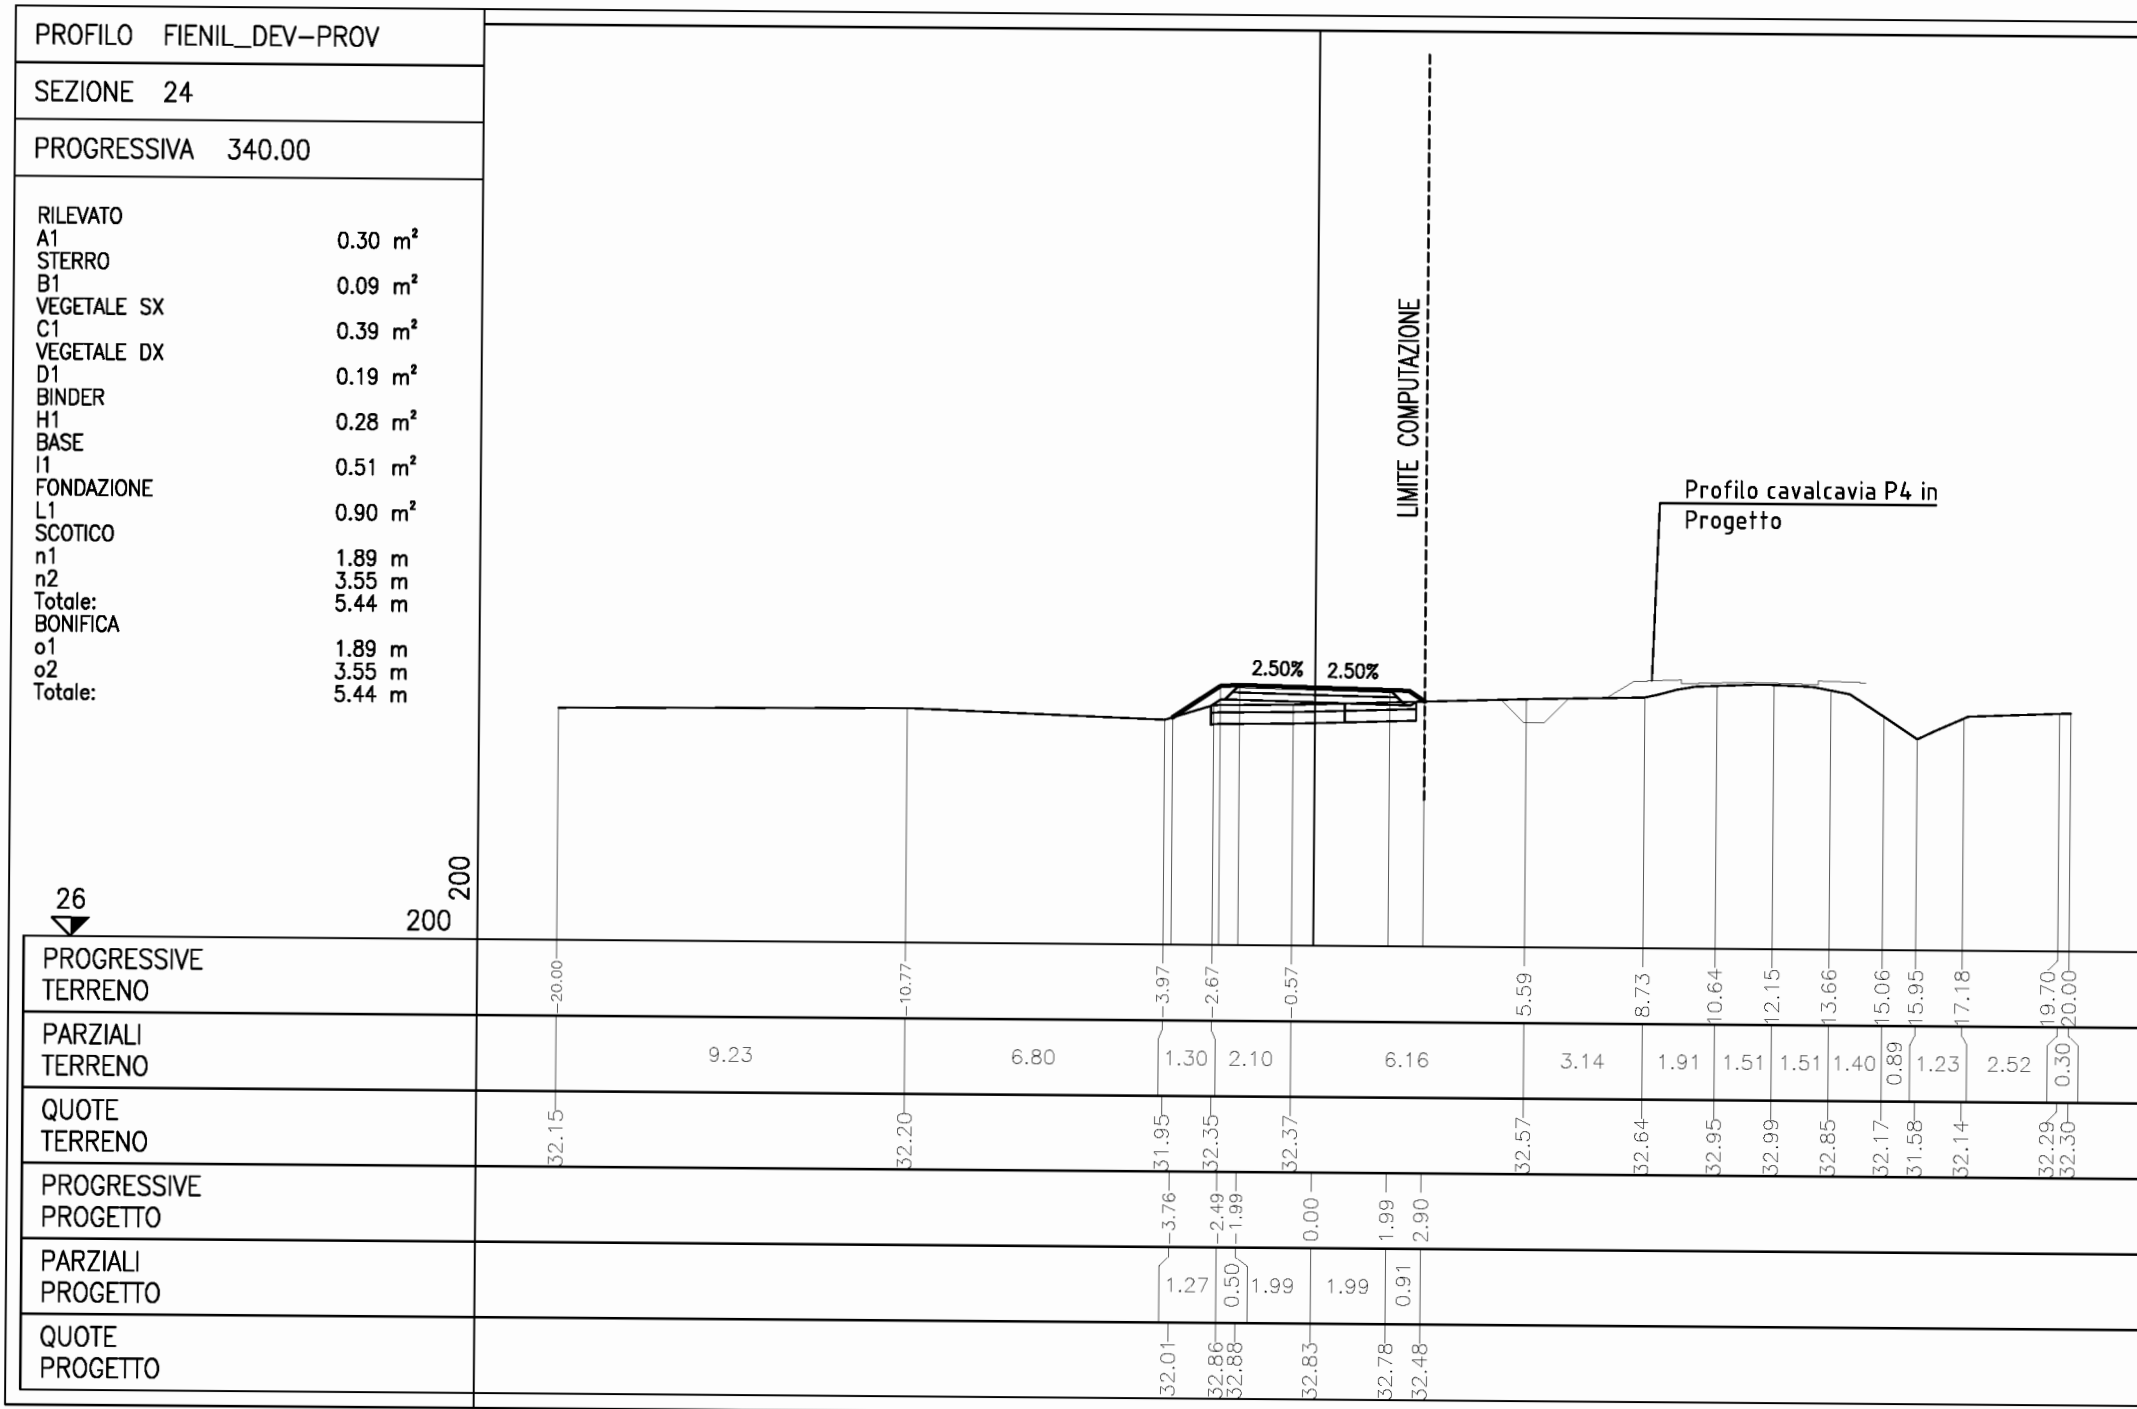 PROFILO FIENIL_DEV-PROV
SEZIONE 24
PROGRESSIVA 340.00
RILEVATO
A1 0.30 m²
STERRO
B1 0.09 m²
VEGETALE SX
C1 0.39 m²
VEGETALE DX
D1 0.19 m²
BINDER
H1 0.28 m²
BASE
I1 0.51 m²
FONDAZIONE
L1 0.90 m²
SCOTICO
n1 1.89 m
n2 3.55 m
Totale: 5.44 m
BONIFICA
o1 1.89 m
o2 3.55 m
Totale: 5.44 m
26
200
200
LIMITE COMPUTAZIONE
Profilo cavalcavia P4 in
Progetto
2.50% 2.50%
PROGRESSIVE
TERRENO
-20.00 -10.77 -3.97 -2.67 -0.57 5.59 8.73 10.64 12.15 13.66 15.06 15.95 17.18 19.70 20.00
PARZIALI
TERRENO
9.23 6.80 1.30 2.10 6.16 3.14 1.91 1.51 1.51 1.40 0.89 1.23 2.52 0.30
QUOTE
TERRENO
32.15 32.20 31.95 32.35 32.37 32.57 32.64 32.95 32.99 32.85 32.17 31.58 32.14 32.29 32.30
PROGRESSIVE
PROGETTO
-3.76 -2.49 -1.99 0.00 1.99 2.90
PARZIALI
PROGETTO
1.27 0.50 1.99 1.99 0.91
QUOTE
PROGETTO
32.01 32.86 32.88 32.83 32.78 32.48